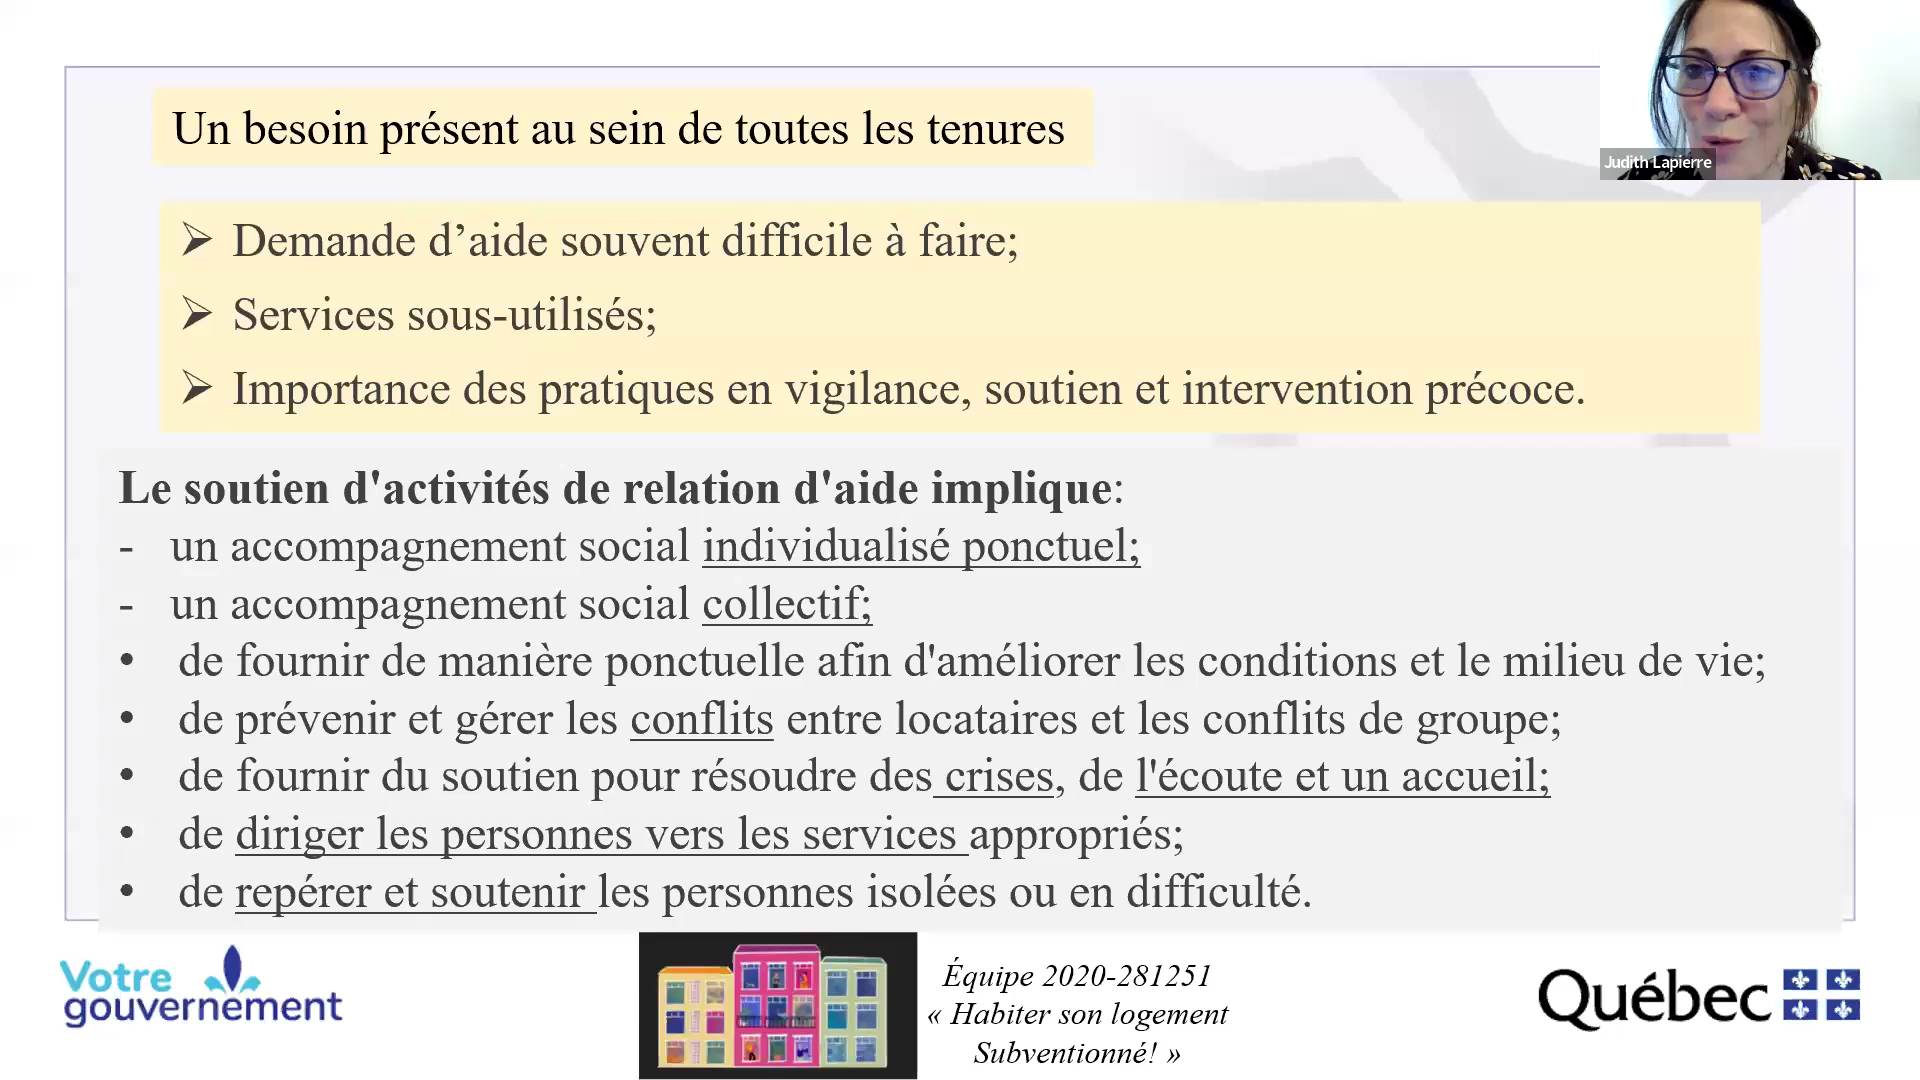 Un besoin présent au sein de toutes les tenures
Judith Lapierre
➢ Demande d’aide souvent difficile à faire;
➢ Services sous-utilisés;
➢ Importance des pratiques en vigilance, soutien et intervention précoce.
Le soutien d'activités de relation d'aide implique:
- un accompagnement social individualisé ponctuel;
- un accompagnement social collectif;
• de fournir de manière ponctuelle afin d'améliorer les conditions et le milieu de vie;
• de prévenir et gérer les conflits entre locataires et les conflits de groupe;
• de fournir du soutien pour résoudre des crises, de l'écoute et un accueil;
• de diriger les personnes vers les services appropriés;
• de repérer et soutenir les personnes isolées ou en difficulté.
Votre
gouvernement
Équipe 2020-281251
« Habiter son logement
Subventionné! »
Québec